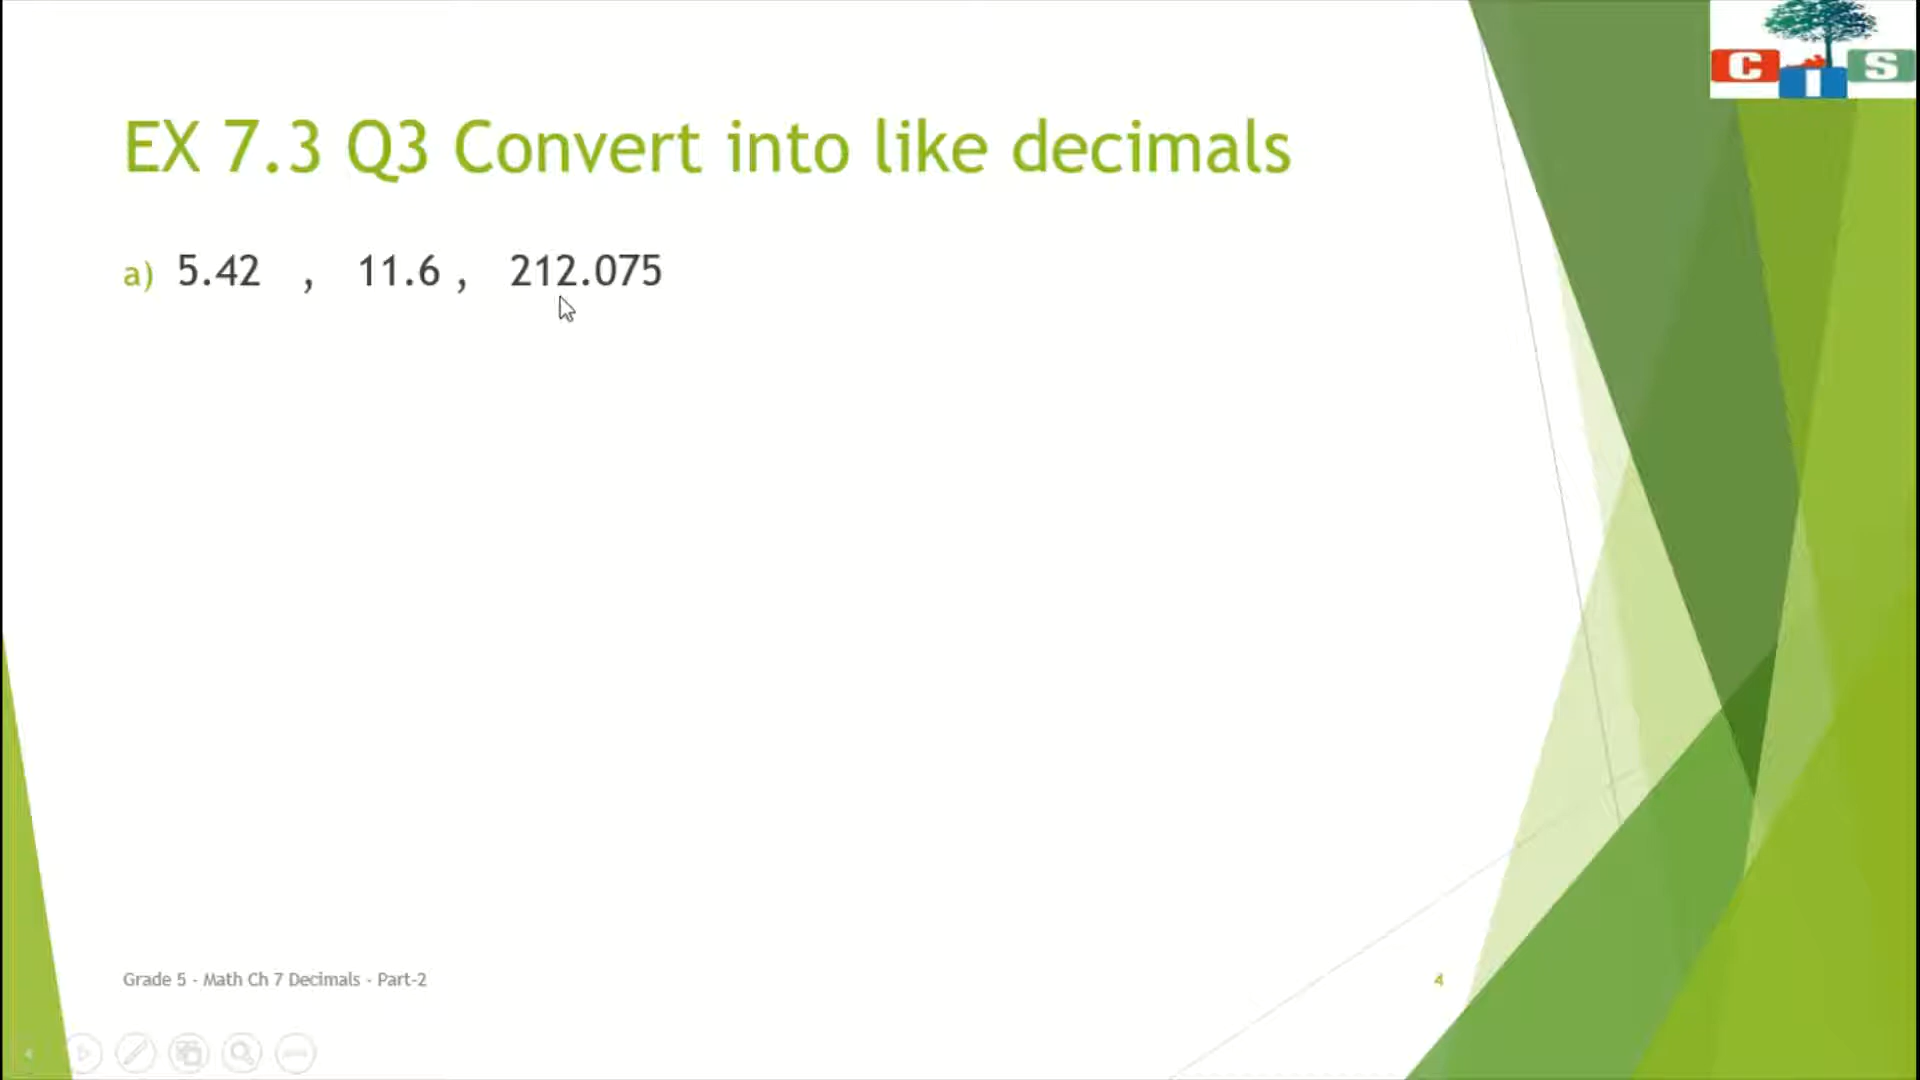 C i S
EX 7.3 Q3 Convert into like decimals
a) 5.42 , 11.6 , 212.075
Grade 5 - Math Ch 7 Decimals - Part-2
4